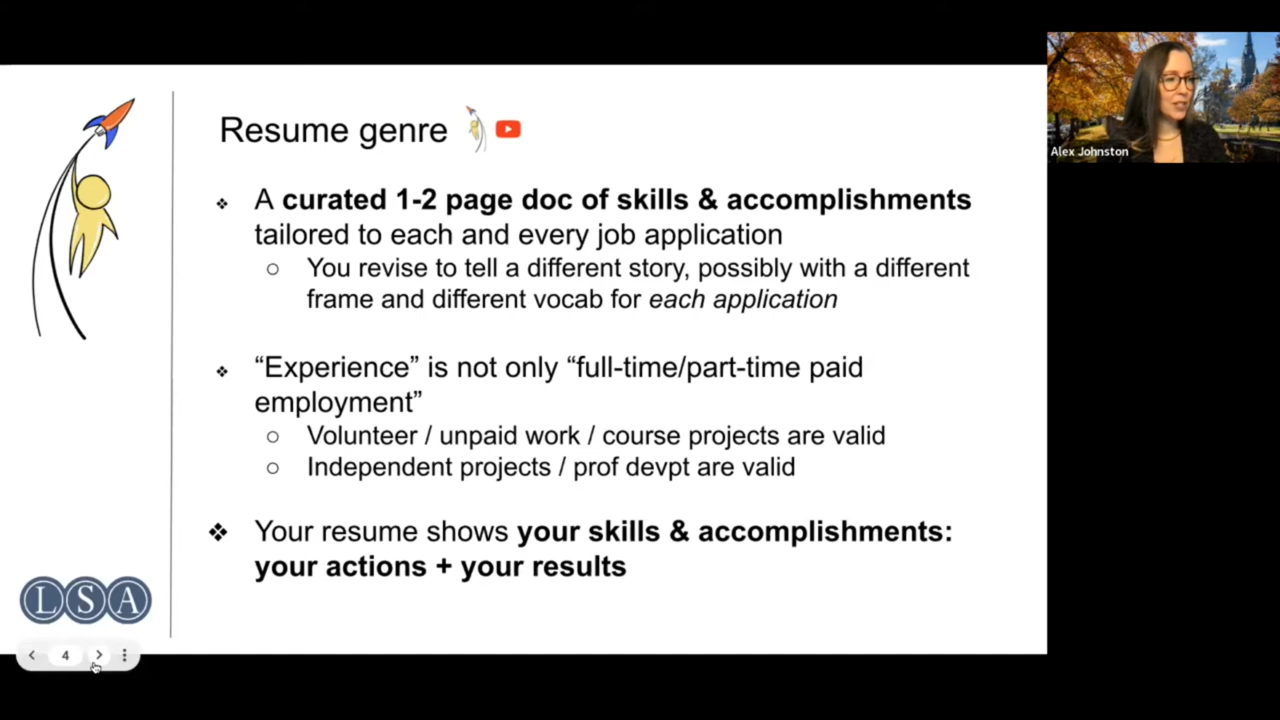 Resume genre
❖ A curated 1-2 page doc of skills & accomplishments
tailored to each and every job application
○ You revise to tell a different story, possibly with a different
frame and different vocab for each application
❖ “Experience” is not only “full-time/part-time paid
employment”
○ Volunteer / unpaid work / course projects are valid
○ Independent projects / prof devpt are valid
❖ Your resume shows your skills & accomplishments:
your actions + your results
LSA
4
Alex Johnston